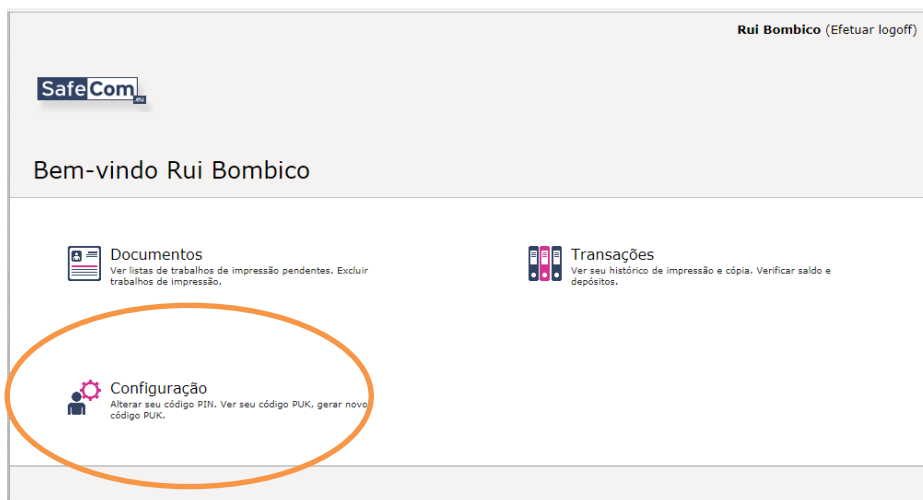 Rui Bombico (Efetuar logoff)
SafeCom.eu
Bem-vindo Rui Bombico
Documentos
Ver listas de trabalhos de impressão pendentes. Excluir
trabalhos de impressão.
Transações
Ver seu histórico de impressão e cópia. Verificar saldo e
depósitos.
Configuração
Alterar seu código PIN. Ver seu código PUK, gerar novo
código PUK.